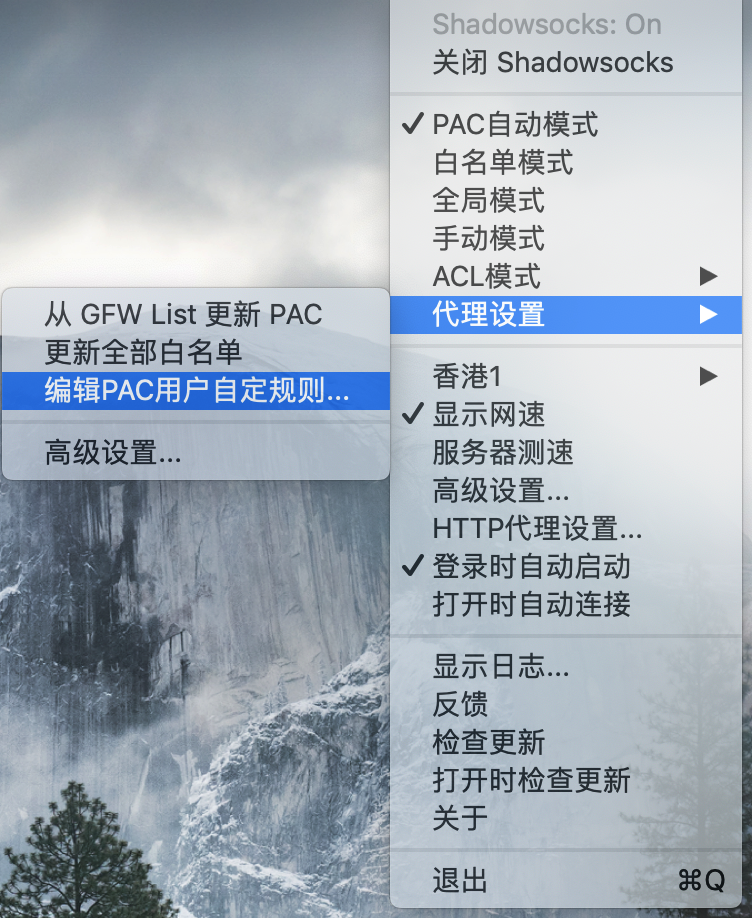 Shadowsocks: On
关闭 Shadowsocks
PAC自动模式
白名单模式
全局模式
手动模式
ACL模式
代理设置
从 GFW List 更新 PAC
更新全部白名单
编辑PAC用户自定规则...
高级设置...
香港1
显示网速
服务器测速
高级设置...
HTTP代理设置...
登录时自动启动
打开时自动连接
显示日志...
反馈
检查更新
打开时检查更新
关于
退出 ⌘Q